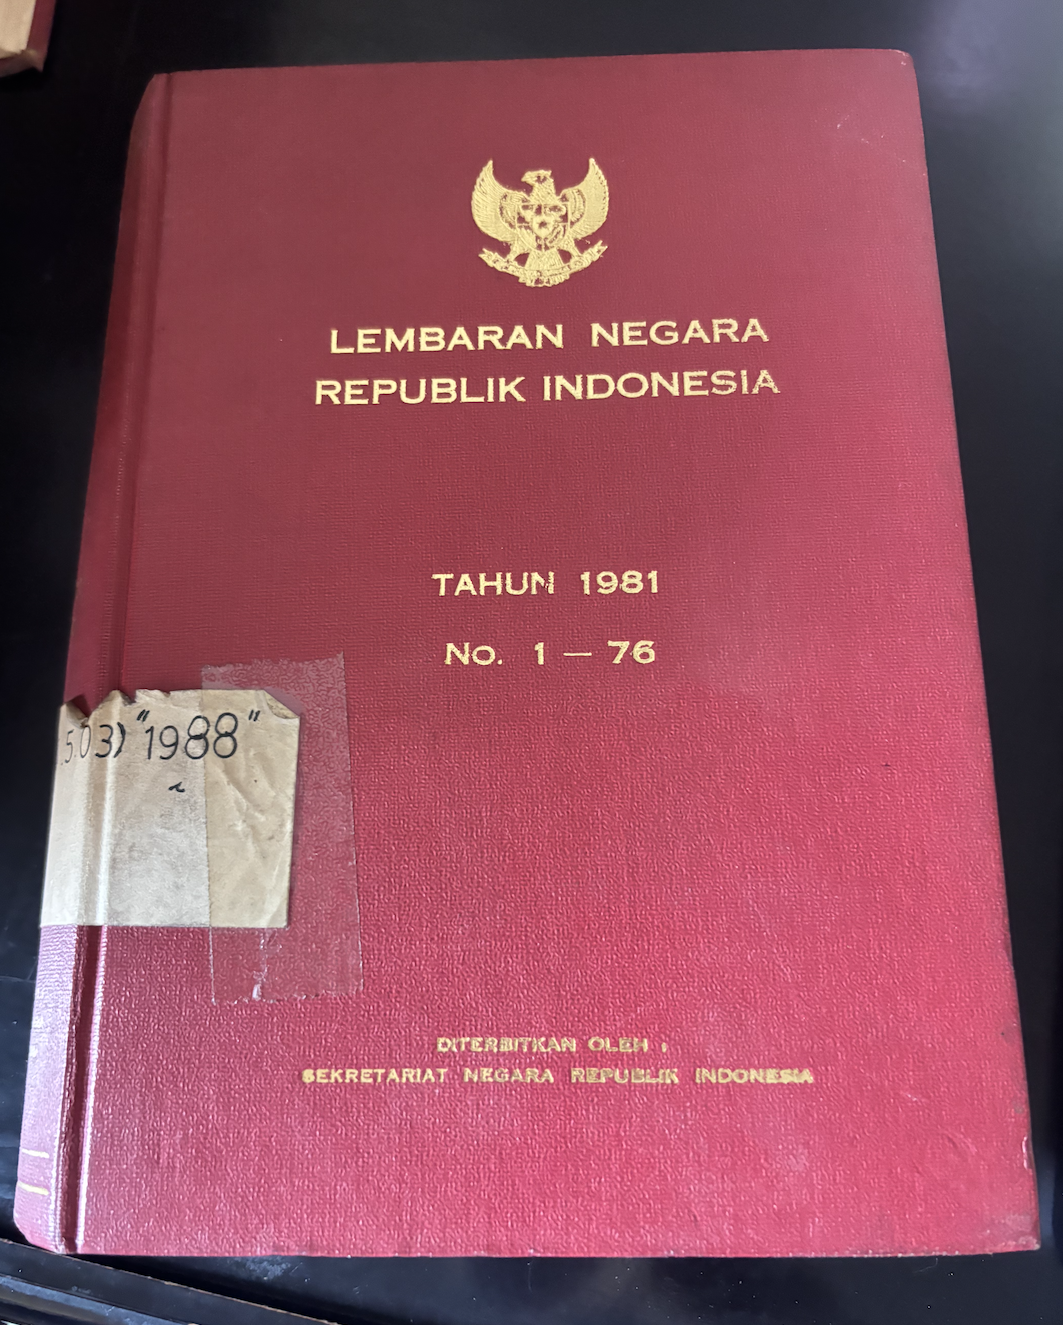 LEMBARAN NEGARA
REPUBLIK INDONESIA
TAHUN 1981
No. 1 — 76
.503) "1988"
DITERBITKAN OLEH :
SEKRETARIAT NEGARA REPUBLIK INDONESIA